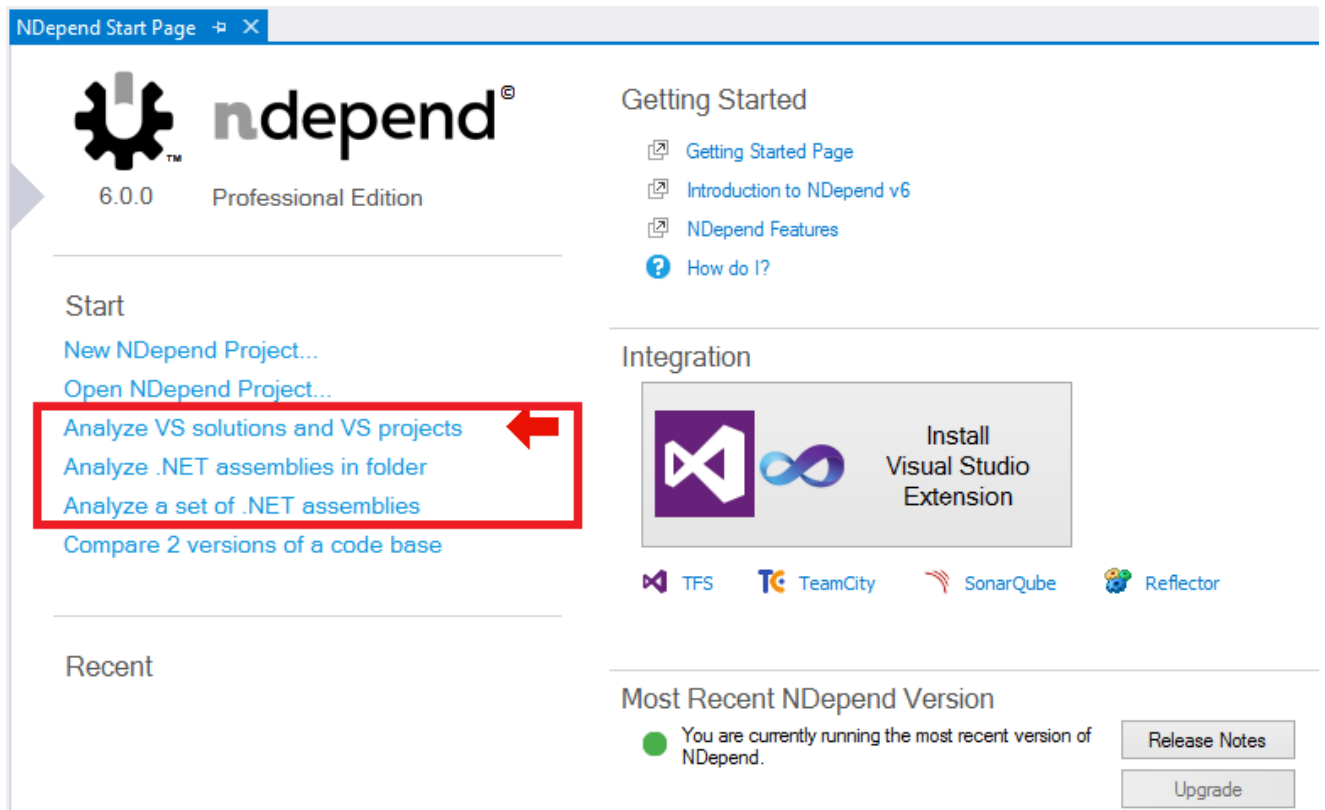 NDepend Start Page
ndepend©
™
6.0.0 Professional Edition
Start
New NDepend Project...
Open NDepend Project...
Analyze VS solutions and VS projects
Analyze .NET assemblies in folder
Analyze a set of .NET assemblies
Compare 2 versions of a code base
Recent
Getting Started
Getting Started Page
Introduction to NDepend v6
NDepend Features
? How do I?
Integration
Install
Visual Studio
Extension
TFS TC TeamCity SonarQube Reflector
Most Recent NDepend Version
You are currently running the most recent version of
NDepend.
Release Notes
Upgrade